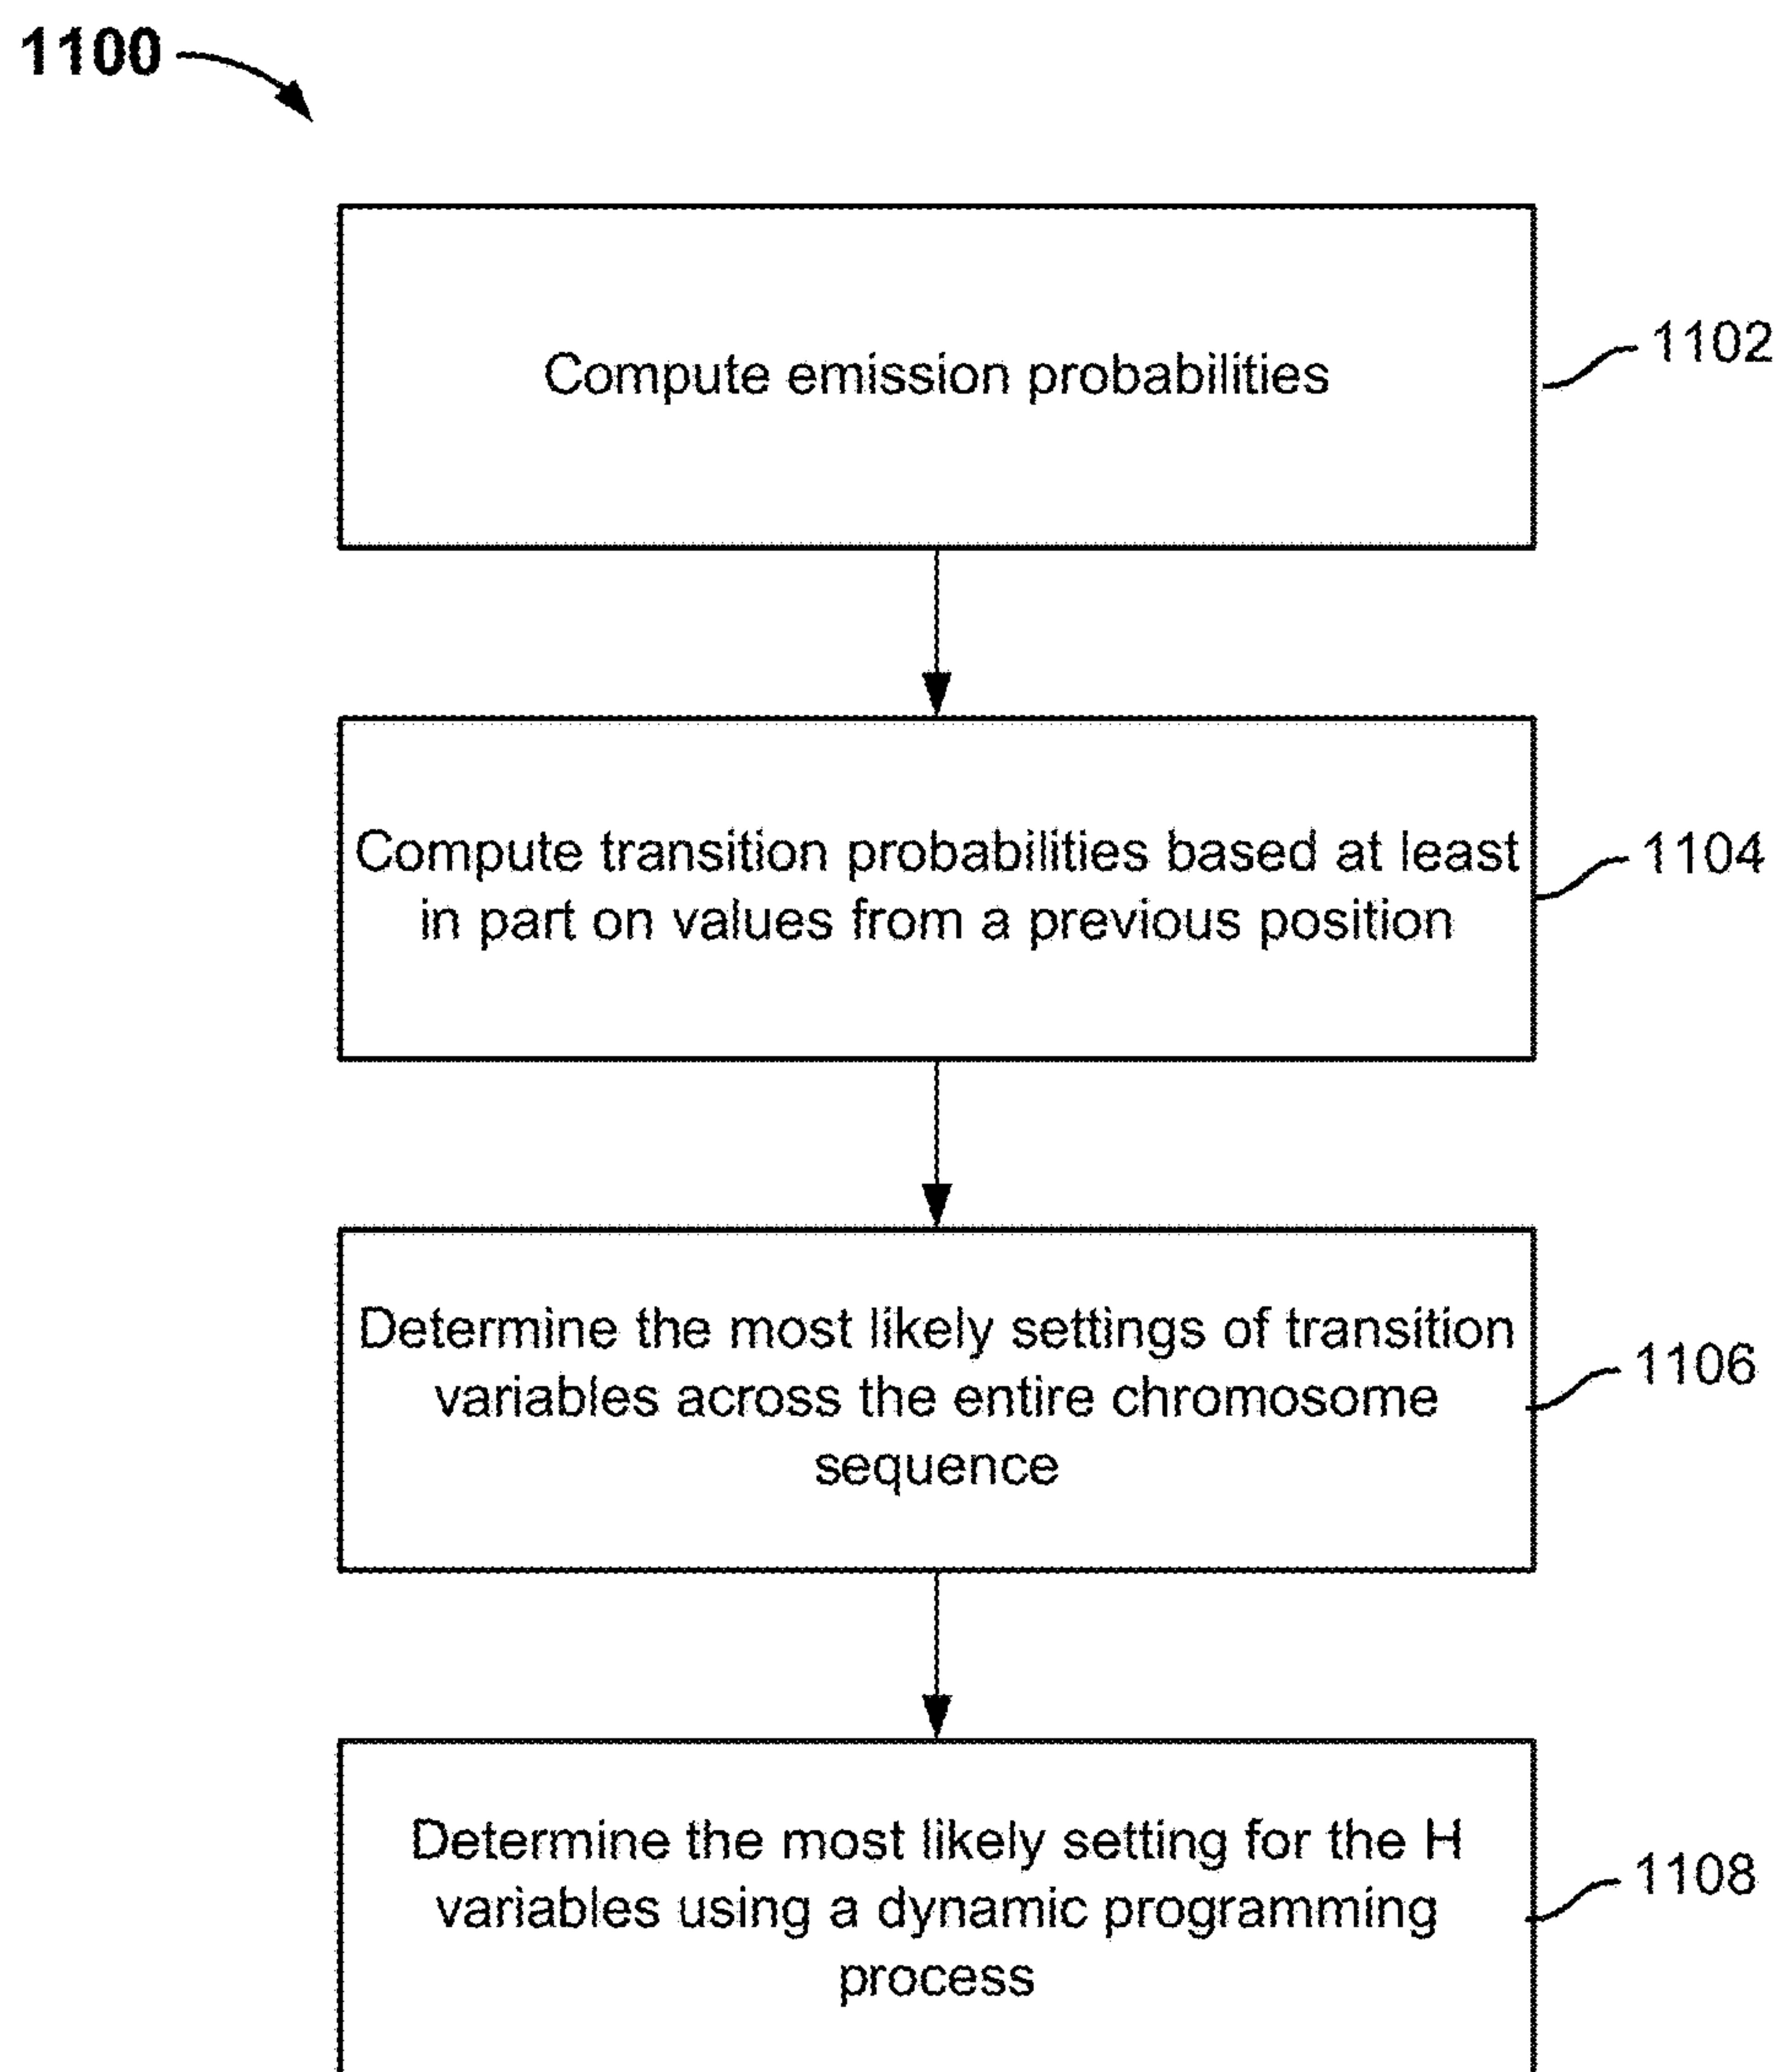 1100
Compute emission probabilities
1102
Compute transition probabilities based at least
in part on values from a previous position
1104
Determine the most likely settings of transition
variables across the entire chromosome
sequence
1106
Determine the most likely setting for the H
variables using a dynamic programming
process
1108